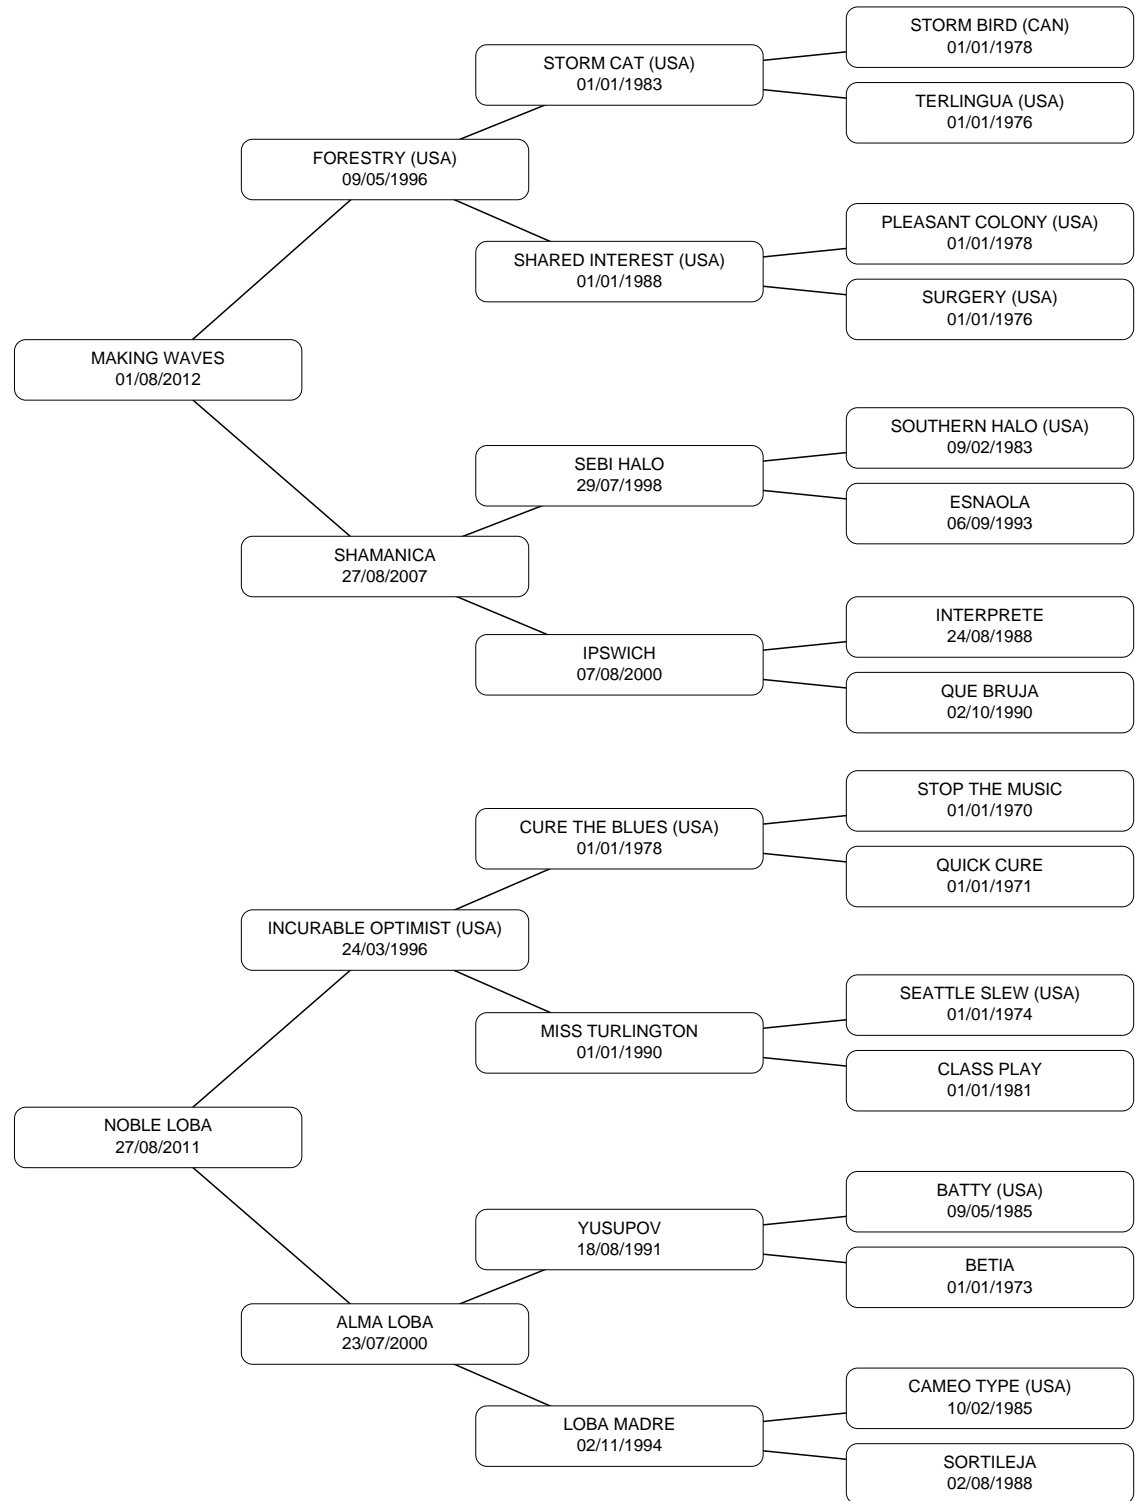 STORM BIRD (CAN)
01/01/1978
STORM CAT (USA)
01/01/1983
TERLINGUA (USA)
01/01/1976
FORESTRY (USA)
09/05/1996
PLEASANT COLONY (USA)
01/01/1978
SHARED INTEREST (USA)
01/01/1988
SURGERY (USA)
01/01/1976
MAKING WAVES
01/08/2012
SOUTHERN HALO (USA)
09/02/1983
SEBI HALO
29/07/1998
ESNAOLA
06/09/1993
SHAMANICA
27/08/2007
INTERPRETE
24/08/1988
IPSWICH
07/08/2000
QUE BRUJA
02/10/1990
STOP THE MUSIC
01/01/1970
CURE THE BLUES (USA)
01/01/1978
QUICK CURE
01/01/1971
INCURABLE OPTIMIST (USA)
24/03/1996
SEATTLE SLEW (USA)
01/01/1974
MISS TURLINGTON
01/01/1990
CLASS PLAY
01/01/1981
NOBLE LOBA
27/08/2011
BATTY (USA)
09/05/1985
YUSUPOV
18/08/1991
BETIA
01/01/1973
ALMA LOBA
23/07/2000
CAMEO TYPE (USA)
10/02/1985
LOBA MADRE
02/11/1994
SORTILEJA
02/08/1988